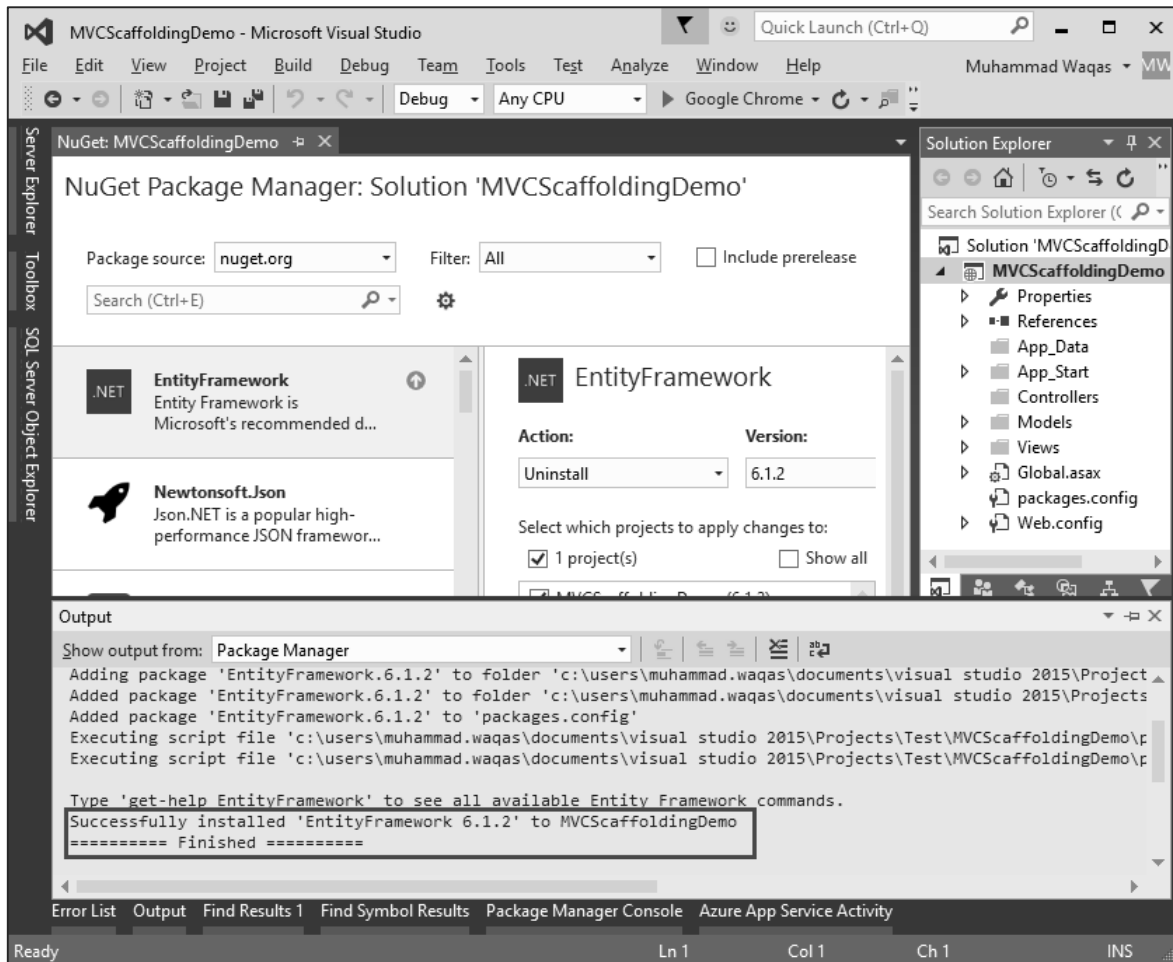 MVCScaffoldingDemo - Microsoft Visual Studio
Quick Launch (Ctrl+Q)
File Edit View Project Build Debug Team Tools Test Analyze Window Help
Muhammad Waqas MW
Debug Any CPU Google Chrome
Server Explorer
Toolbox
SQL Server Object Explorer
NuGet: MVCScaffoldingDemo
NuGet Package Manager: Solution 'MVCScaffoldingDemo'
Package source: nuget.org Filter: All Include prerelease
Search (Ctrl+E)
.NET
EntityFramework
Entity Framework is
Microsoft's recommended d...
Newtonsoft.Json
Json.NET is a popular high-
performance JSON framewor...
.NET EntityFramework
Action: Version:
Uninstall 6.1.2
Select which projects to apply changes to:
1 project(s) Show all
Solution Explorer
Search Solution Explorer ((
Solution 'MVCScaffoldingD
MVCScaffoldingDemo
Properties
References
App_Data
App_Start
Controllers
Models
Views
Global.asax
packages.config
Web.config
Output
Show output from: Package Manager
Adding package 'EntityFramework.6.1.2' to folder 'c:\users\muhammad.waqas\documents\visual studio 2015\Project
Added package 'EntityFramework.6.1.2' to folder 'c:\users\muhammad.waqas\documents\visual studio 2015\Projects
Added package 'EntityFramework.6.1.2' to 'packages.config'
Executing script file 'c:\users\muhammad.waqas\documents\visual studio 2015\Projects\Test\MVCScaffoldingDemo\p
Executing script file 'c:\users\muhammad.waqas\documents\visual studio 2015\Projects\Test\MVCScaffoldingDemo\p
Type 'get-help EntityFramework' to see all available Entity Framework commands.
Successfully installed 'EntityFramework 6.1.2' to MVCScaffoldingDemo
========== Finished ==========
Error List Output Find Results 1 Find Symbol Results Package Manager Console Azure App Service Activity
Ready Ln 1 Col 1 Ch 1 INS